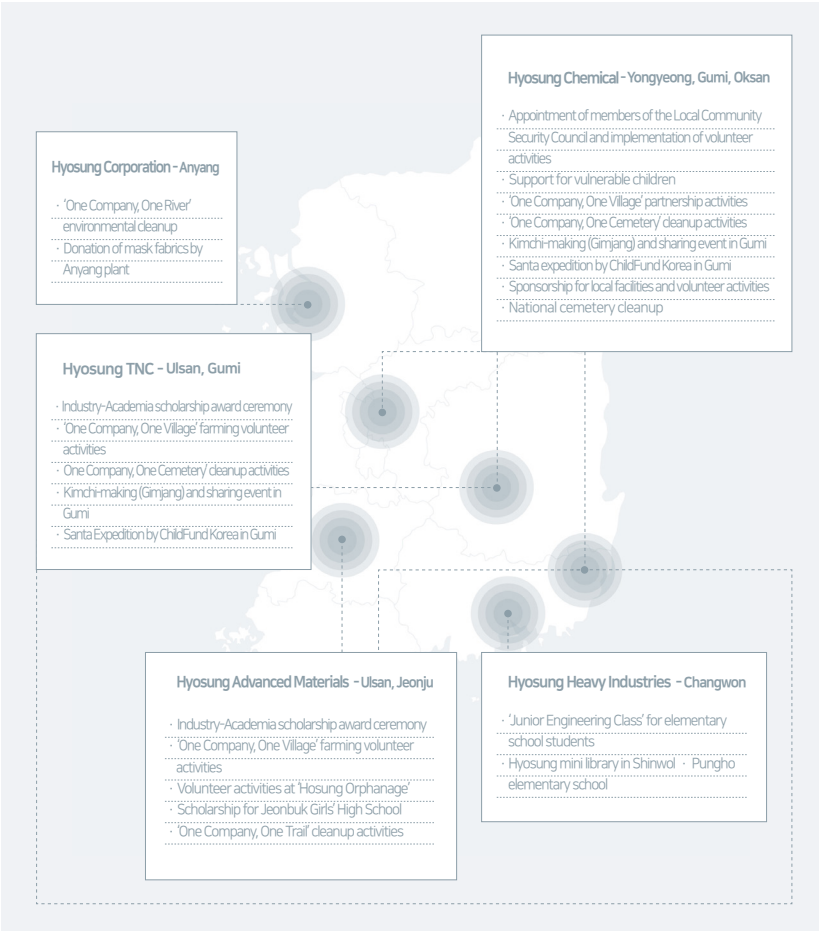 Hyosung Chemical - Yongyeong, Gumi, Oksan
· Appointment of members of the Local Community
Security Council and implementation of volunteer
activities
· Support for vulnerable children
· 'One Company, One Village' partnership activities
· 'One Company, One Cemetery' cleanup activities
· Kimchi-making (Gimjang) and sharing event in Gumi
· Santa expedition by ChildFund Korea in Gumi
· Sponsorship for local facilities and volunteer activities
· National cemetery cleanup
Hyosung Corporation - Anyang
· 'One Company, One River'
environmental cleanup
· Donation of mask fabrics by
Anyang plant
Hyosung TNC - Ulsan, Gumi
· Industry-Academia scholarship award ceremony
· 'One Company, One Village' farming volunteer
activities
· One Company, One Cemetery' cleanup activities
· Kimchi-making (Gimjang) and sharing event in
Gumi
· Santa Expedition by ChildFund Korea in Gumi
Hyosung Advanced Materials - Ulsan, Jeonju
· Industry-Academia scholarship award ceremony
· 'One Company, One Village' farming volunteer
activities
· Volunteer activities at 'Hosung Orphanage'
· Scholarship for Jeonbuk Girls' High School
· 'One Company, One Trail' cleanup activities
Hyosung Heavy Industries - Changwon
· 'Junior Engineering Class' for elementary
school students
· Hyosung mini library in Shinwol · Pungho
elementary school